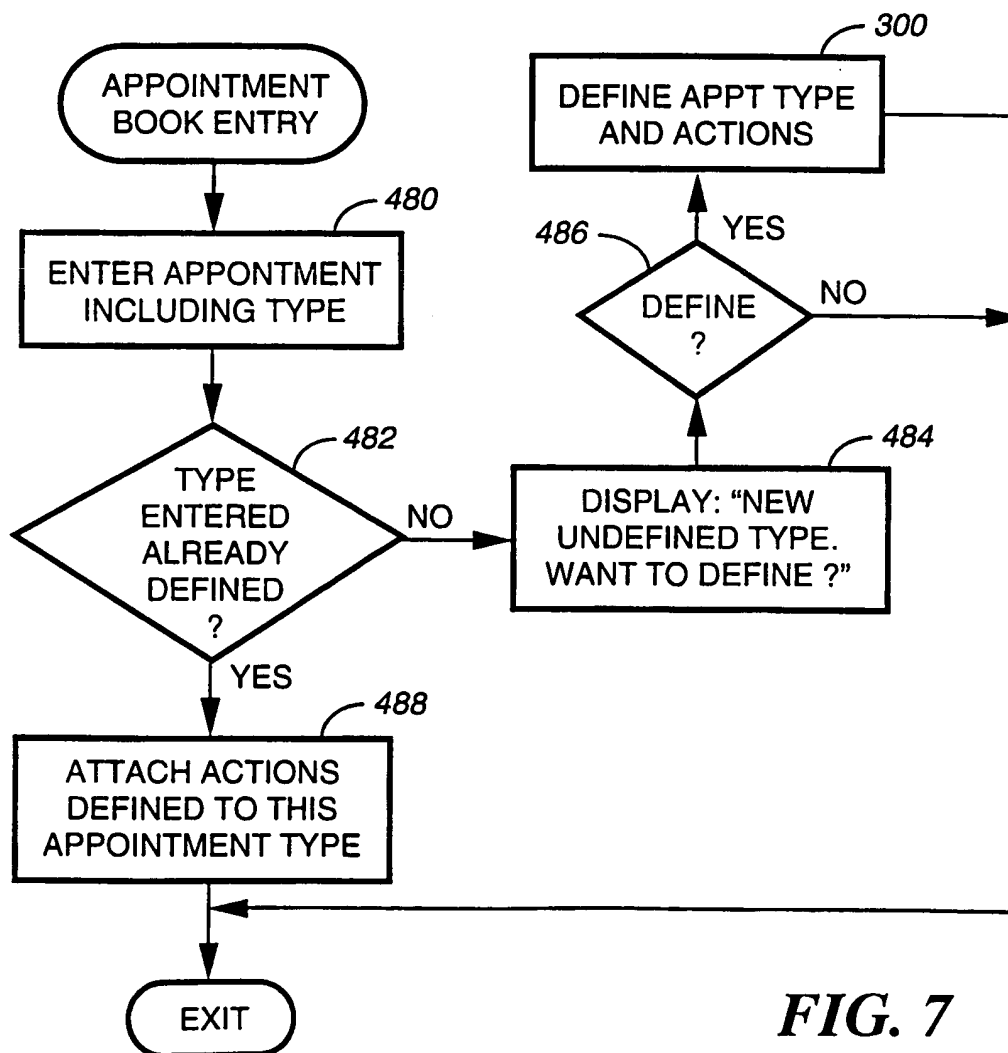 APPOINTMENT
BOOK ENTRY
480
ENTER APPONTMENT
INCLUDING TYPE
482
TYPE
ENTERED
ALREADY
DEFINED
?
NO
YES
488
ATTACH ACTIONS
DEFINED TO THIS
APPOINTMENT TYPE
EXIT
300
DEFINE APPT TYPE
AND ACTIONS
YES
486
DEFINE
?
NO
484
DISPLAY: “NEW
UNDEFINED TYPE.
WANT TO DEFINE ?”
FIG. 7